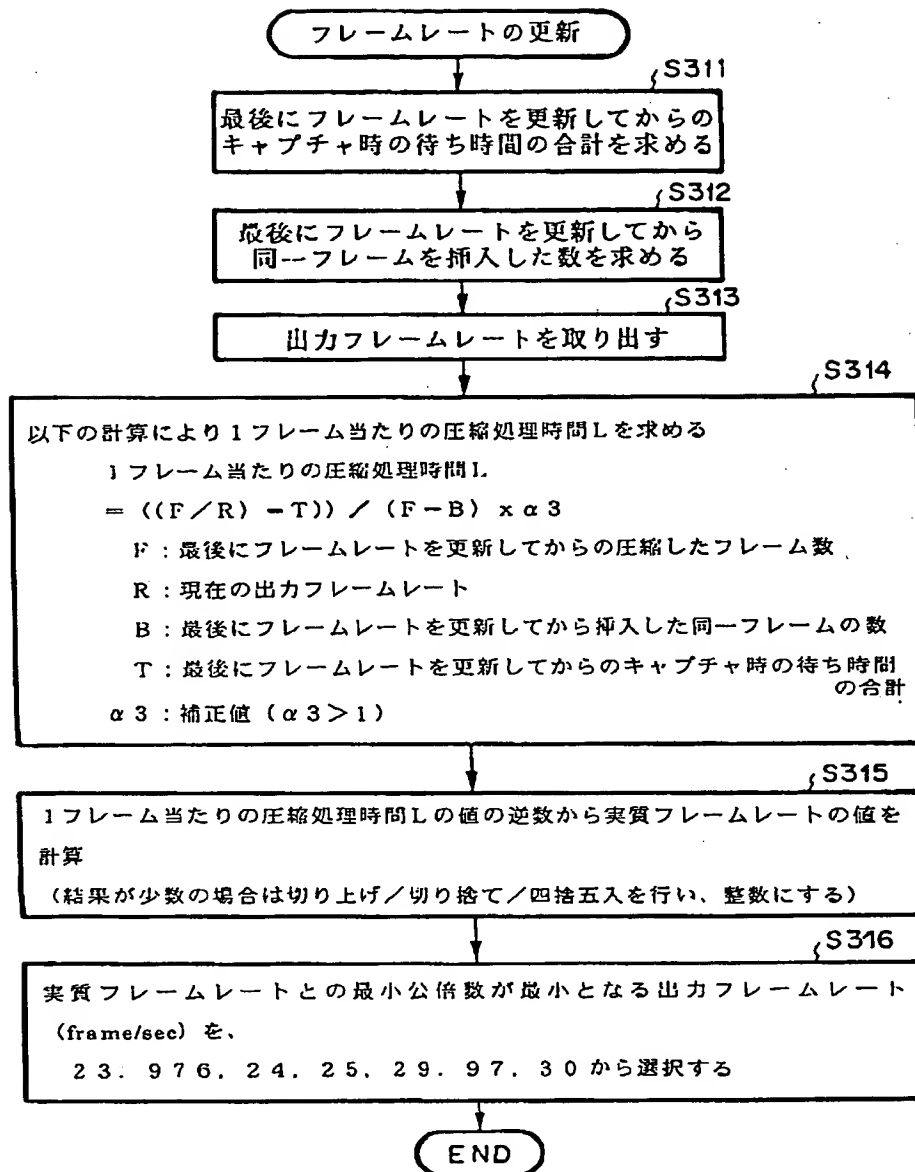 フレームレートの更新
S311
最後にフレームレートを更新してからの
キャプチャ時の待ち時間の合計を求める
S312
最後にフレームレートを更新してから
同一フレームを挿入した数を求める
S313
出力フレームレートを取り出す
S314
以下の計算により1フレーム当たりの圧縮処理時間Lを求める
1フレーム当たりの圧縮処理時間L
= ((F/R) -T)) / (F-B) x α3
F:最後にフレームレートを更新してからの圧縮したフレーム数
R:現在の出力フレームレート
B:最後にフレームレートを更新してから挿入した同一フレームの数
T:最後にフレームレートを更新してからのキャプチャ時の待ち時間
の合計
α3:補正値(α3>1)
S315
1フレーム当たりの圧縮処理時間Lの値の逆数から実質フレームレートの値を
計算
(結果が少数の場合は切り上げ/切り捨て/四捨五入を行い、整数にする)
S316
実質フレームレートとの最小公倍数が最小となる出力フレームレート
(frame/sec)を、
23.976.24.25.29.97.30から選択する
END